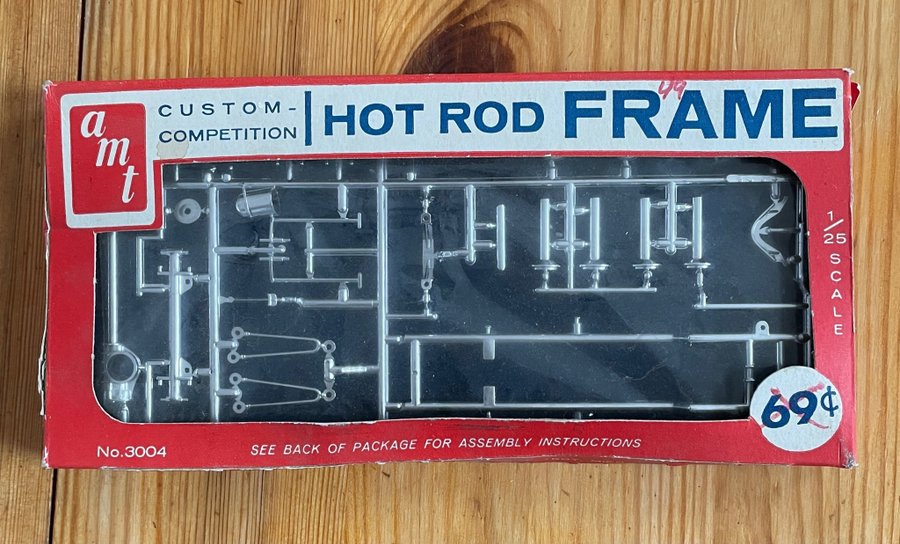 amt
CUSTOM-
COMPETITION
HOT ROD FRAME
49
1/25 SCALE
69¢
No. 3004
SEE BACK OF PACKAGE FOR ASSEMBLY INSTRUCTIONS